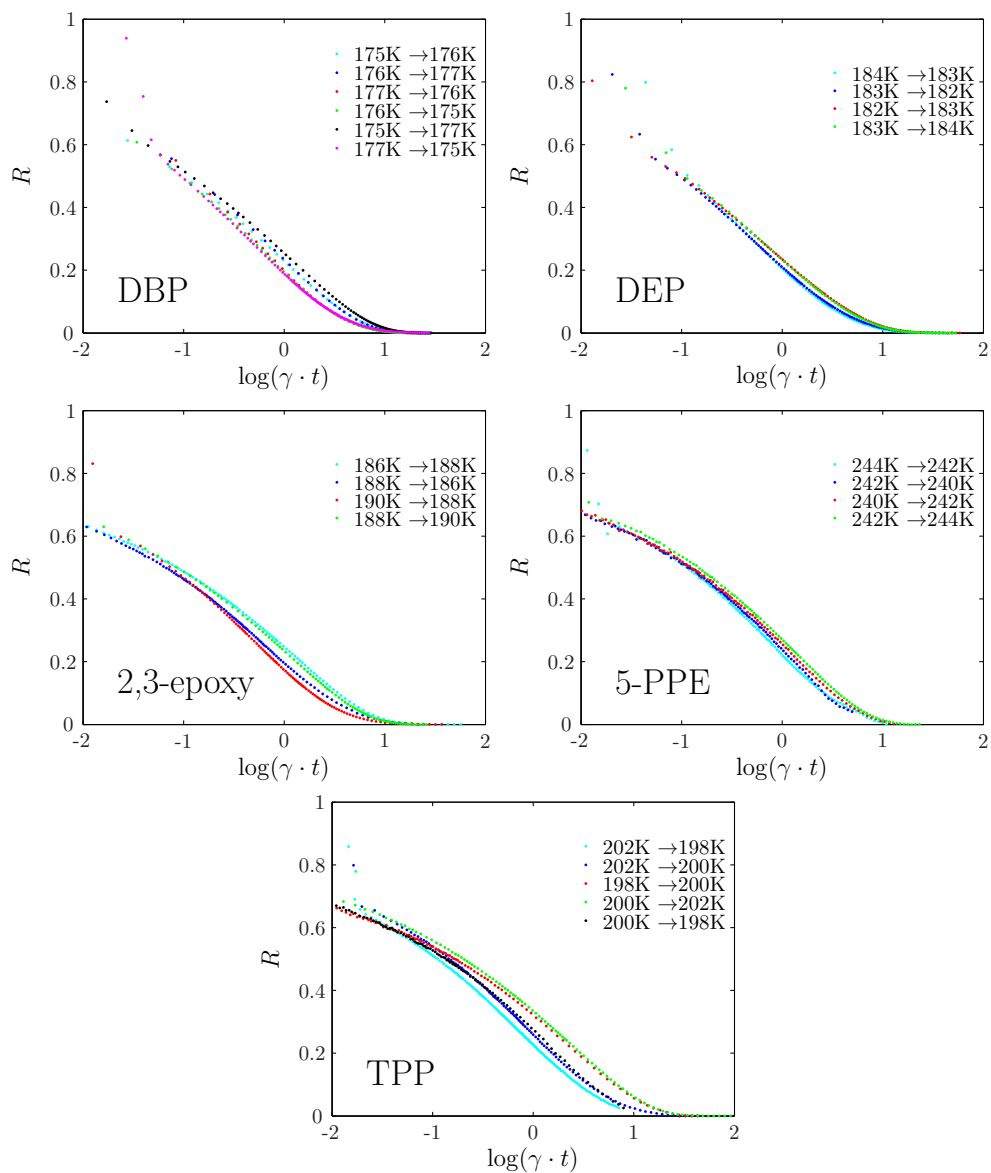 1
0.8
0.6
0.4
0.2
0
R
-2
-1
0
1
2
log(γ · t)
DBP
175K →176K
176K →177K
177K →176K
176K →175K
175K →177K
177K →175K
1
0.8
0.6
0.4
0.2
0
R
-2
-1
0
1
2
log(γ · t)
DEP
184K →183K
183K →182K
182K →183K
183K →184K
1
0.8
0.6
0.4
0.2
0
R
-2
-1
0
1
2
log(γ · t)
2,3-epoxy
186K →188K
188K →186K
190K →188K
188K →190K
1
0.8
0.6
0.4
0.2
0
R
-2
-1
0
1
2
log(γ · t)
5-PPE
244K →242K
242K →240K
240K →242K
242K →244K
1
0.8
0.6
0.4
0.2
0
R
-2
-1
0
1
2
log(γ · t)
TPP
202K →198K
202K →200K
198K →200K
200K →202K
200K →198K